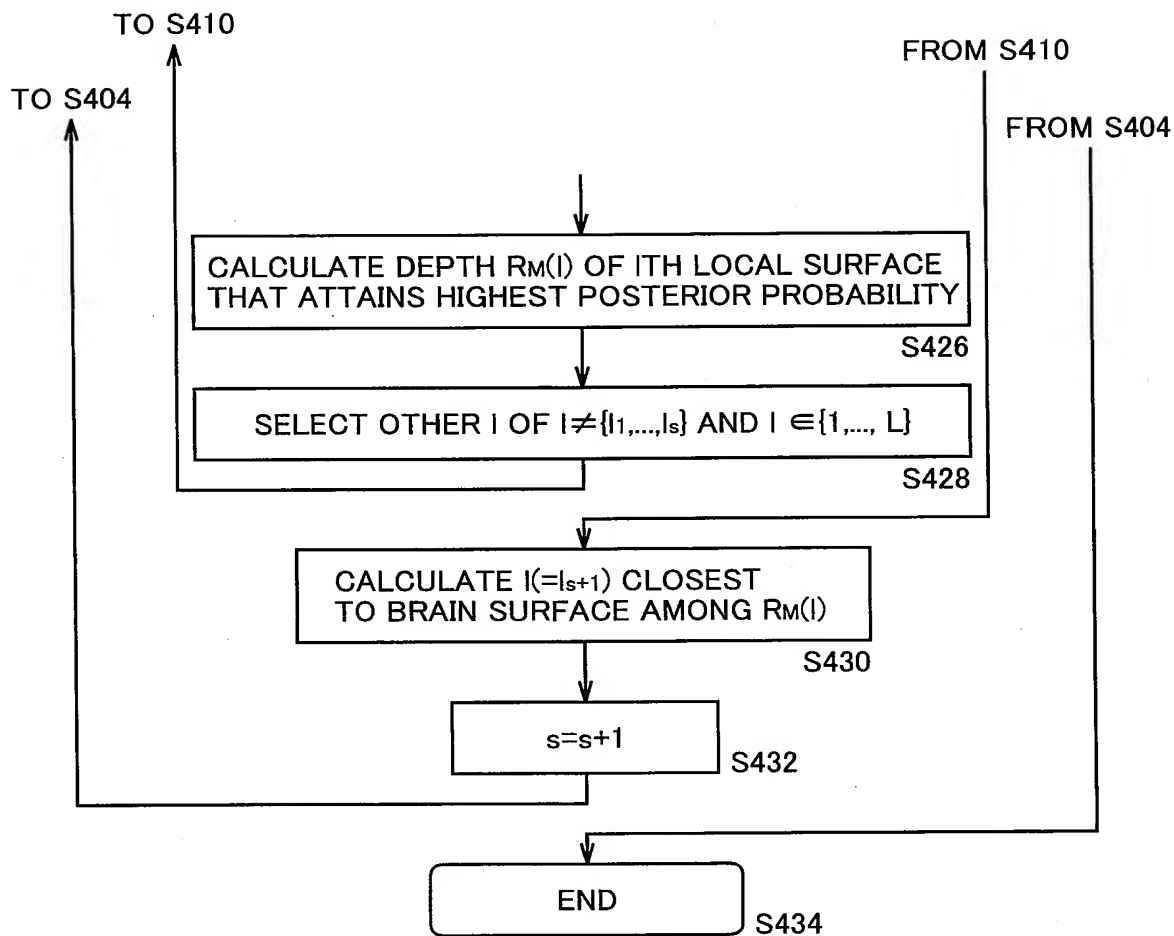 TO S410
FROM S410
TO S404
FROM S404
CALCULATE DEPTH RM(l) OF lTH LOCAL SURFACE
THAT ATTAINS HIGHEST POSTERIOR PROBABILITY
S426
SELECT OTHER l OF l≠{l1,...,ls} AND l ∈{1,..., L}
S428
CALCULATE l(=ls+1) CLOSEST
TO BRAIN SURFACE AMONG RM(l)
S430
s=s+1
S432
END
S434